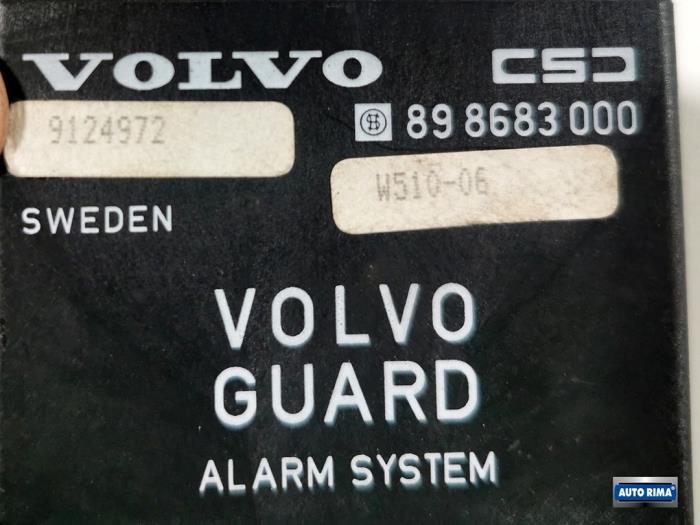 VOLVO CSD
9124972
89 8683 000
W510-06
SWEDEN
VOLVO
GUARD
ALARM SYSTEM
AUTO RIMA